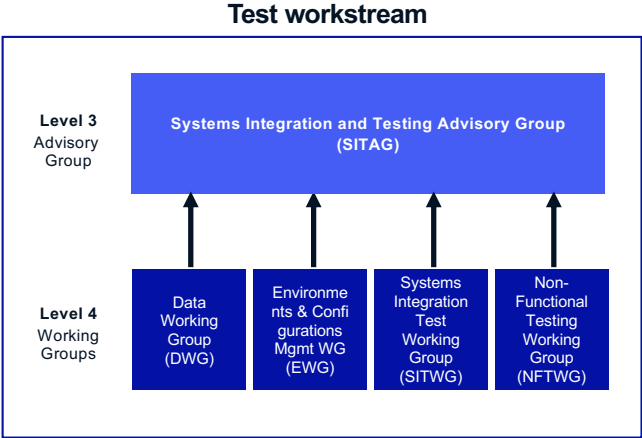 Test workstream
Level 3
Advisory
Group
Systems Integration and Testing Advisory Group
(SITAG)
Level 4
Working
Groups
Data
Working
Group
(DWG)
Environme
nts & Confi
gurations
Mgmt WG
(EWG)
Systems
Integration
Test
Working
Group
(SITWG)
Non-
Functional
Testing
Working
Group
(NFTWG)